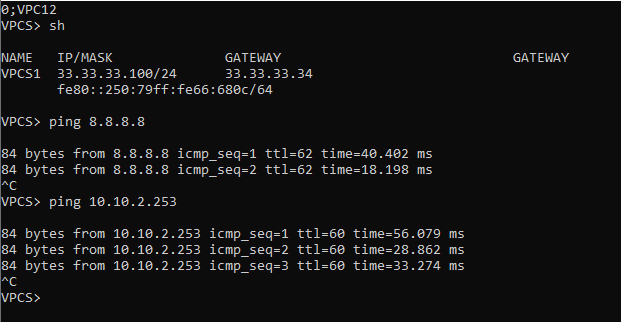 0;VPC12
VPCS> sh
NAME   IP/MASK              GATEWAY                             GATEWAY
VPCS1  33.33.33.100/24      33.33.33.34
       fe80::250:79ff:fe66:680c/64
VPCS> ping 8.8.8.8
84 bytes from 8.8.8.8 icmp_seq=1 ttl=62 time=40.402 ms
84 bytes from 8.8.8.8 icmp_seq=2 ttl=62 time=18.198 ms
^C
VPCS> ping 10.10.2.253
84 bytes from 10.10.2.253 icmp_seq=1 ttl=60 time=56.079 ms
84 bytes from 10.10.2.253 icmp_seq=2 ttl=60 time=28.862 ms
84 bytes from 10.10.2.253 icmp_seq=3 ttl=60 time=33.274 ms
^C
VPCS>